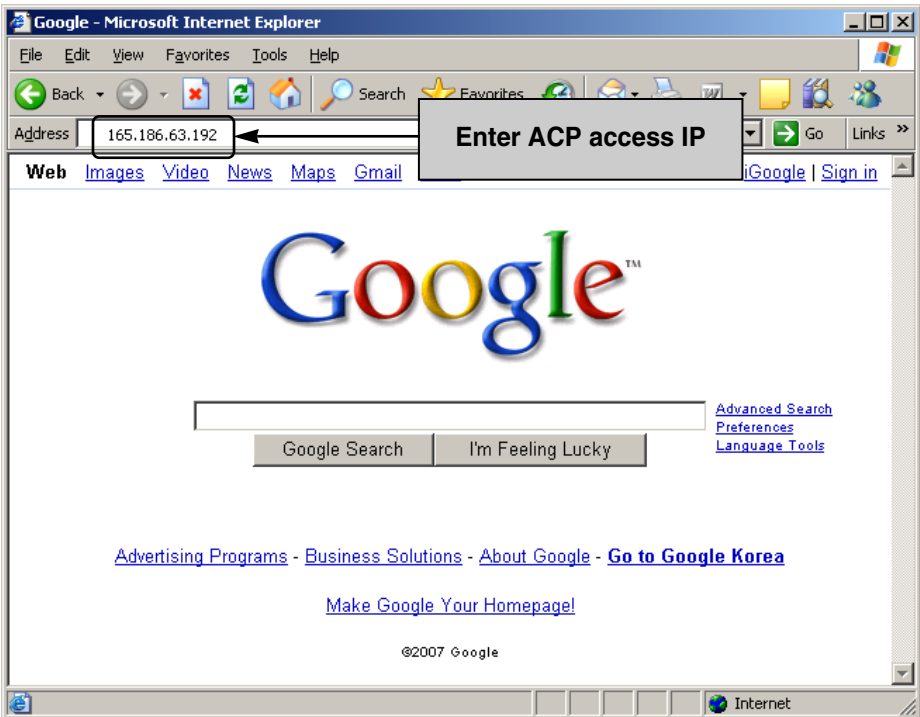 Google - Microsoft Internet Explorer
File Edit View Favorites Tools Help
Back Search Favorites
Address 165.186.63.192 Go Links »
Enter ACP access IP
Web Images Video News Maps Gmail iGoogle | Sign in
Google™
Advanced Search
Preferences
Language Tools
Google Search I'm Feeling Lucky
Advertising Programs - Business Solutions - About Google - Go to Google Korea
Make Google Your Homepage!
©2007 Google
Internet